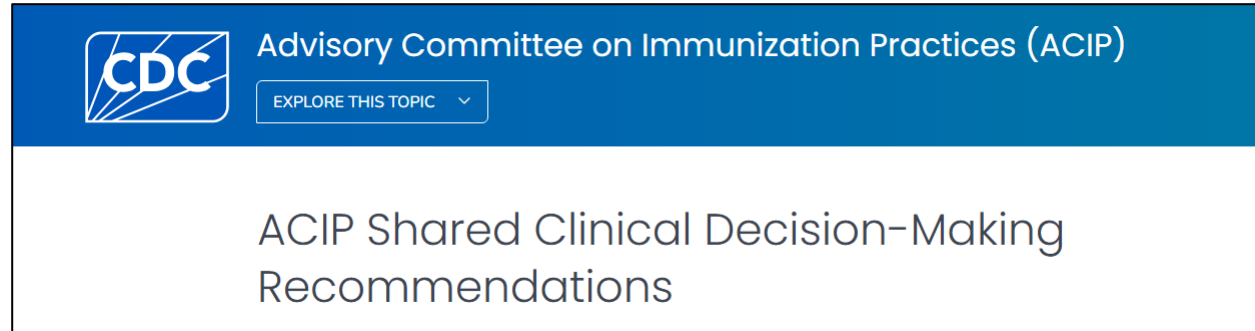 CDC
Advisory Committee on Immunization Practices (ACIP)
EXPLORE THIS TOPIC
ACIP Shared Clinical Decision-Making
Recommendations